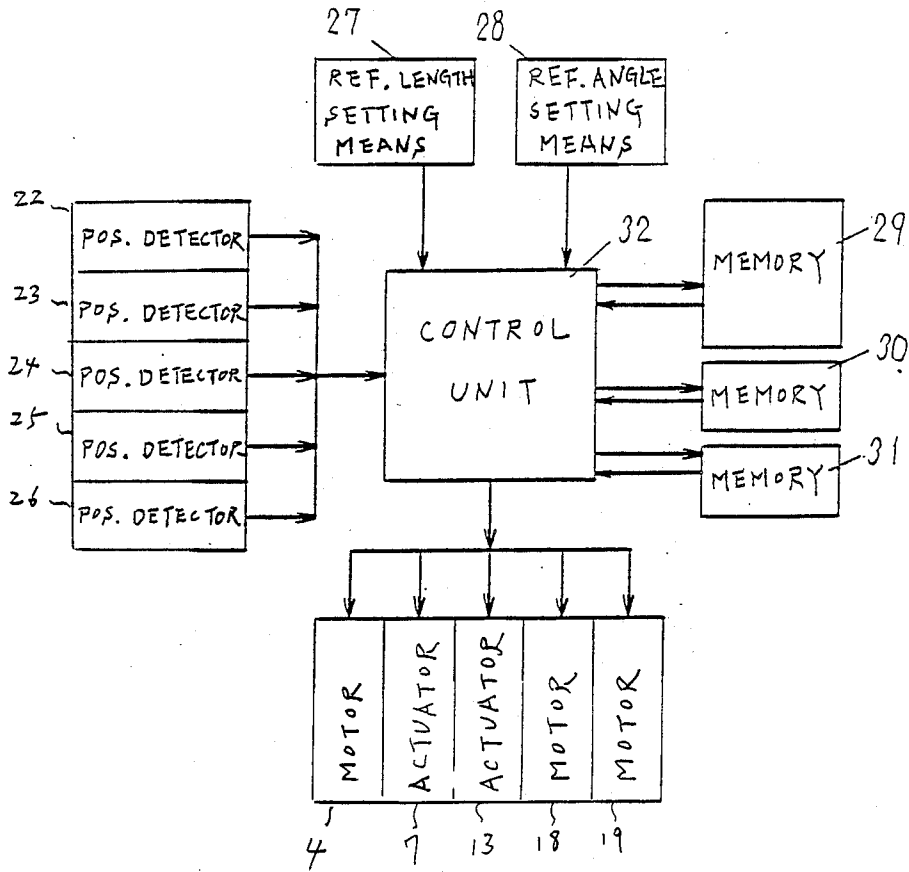 27
28
REF. LENGTH
SETTING
MEANS
REF. ANGLE
SETTING
MEANS
22
POS. DETECTOR
23
POS. DETECTOR
24
POS. DETECTOR
25
POS. DETECTOR
26
POS. DETECTOR
32
CONTROL
UNIT
29
MEMORY
30
MEMORY
31
MEMORY
MOTOR
ACTUATOR
ACTUATOR
MOTOR
MOTOR
4
7
13
18
19